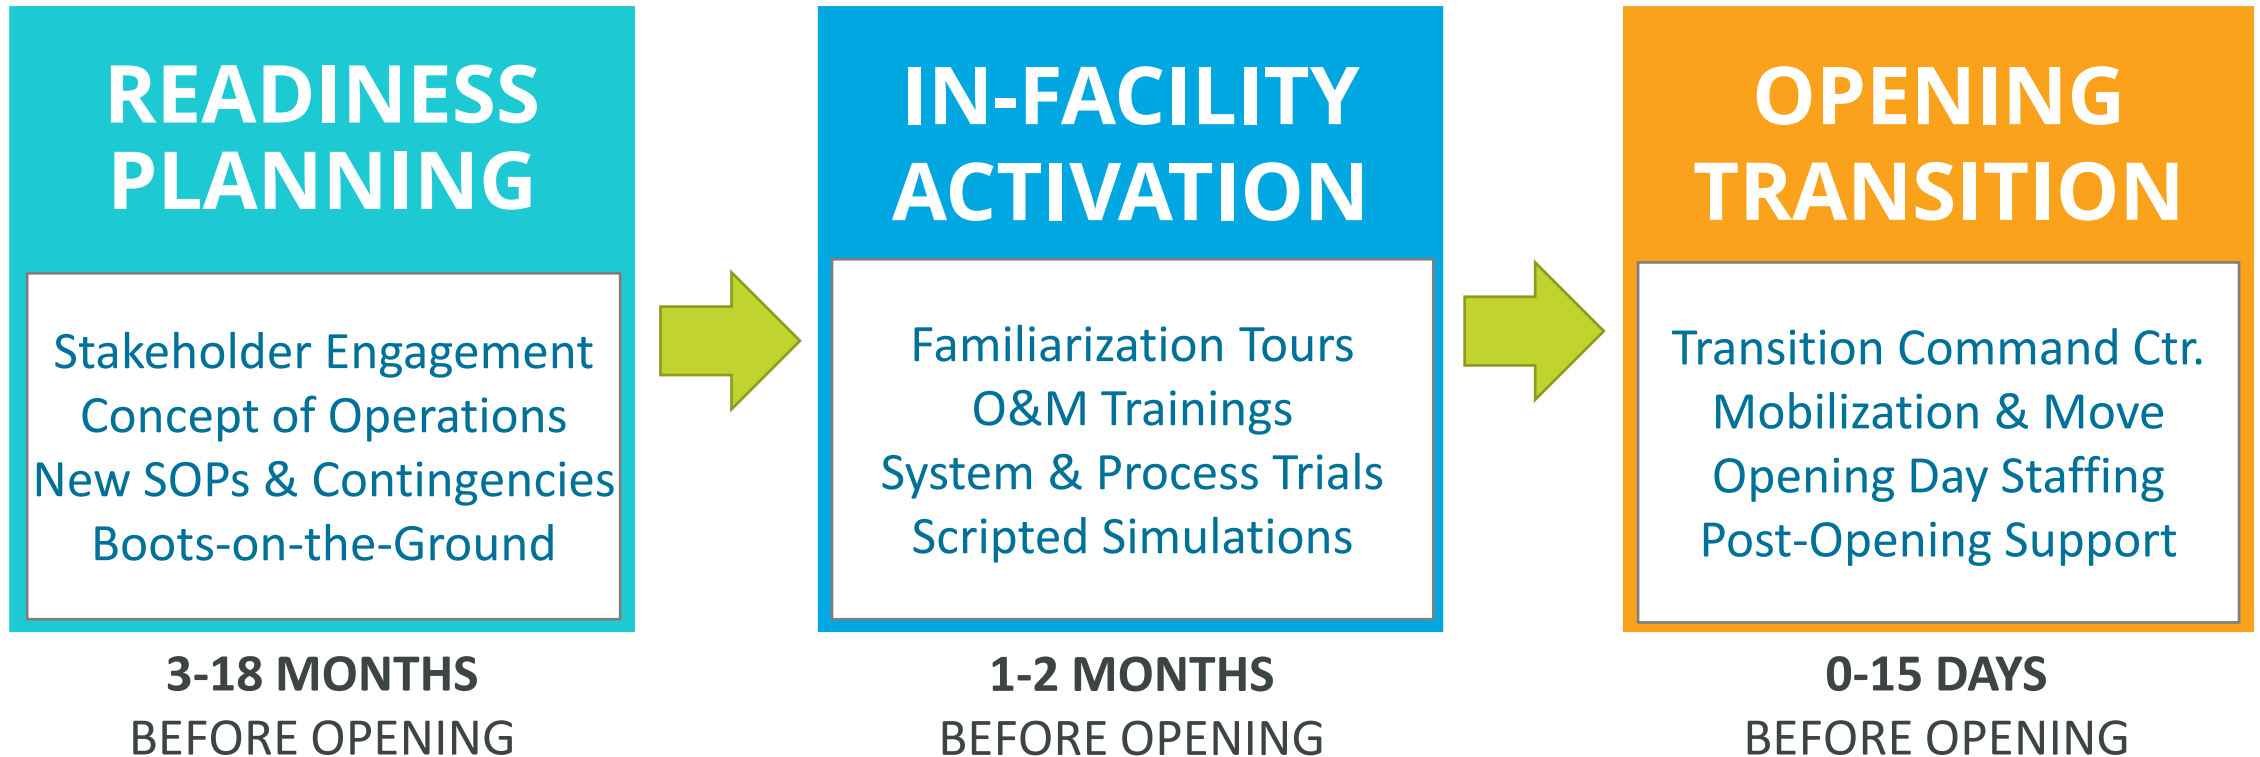 READINESS
PLANNING
Stakeholder Engagement
Concept of Operations
New SOPs & Contingencies
Boots-on-the-Ground
3-18 MONTHS
BEFORE OPENING
IN-FACILITY
ACTIVATION
Familiarization Tours
O&M Trainings
System & Process Trials
Scripted Simulations
1-2 MONTHS
BEFORE OPENING
OPENING
TRANSITION
Transition Command Ctr.
Mobilization & Move
Opening Day Staffing
Post-Opening Support
0-15 DAYS
BEFORE OPENING